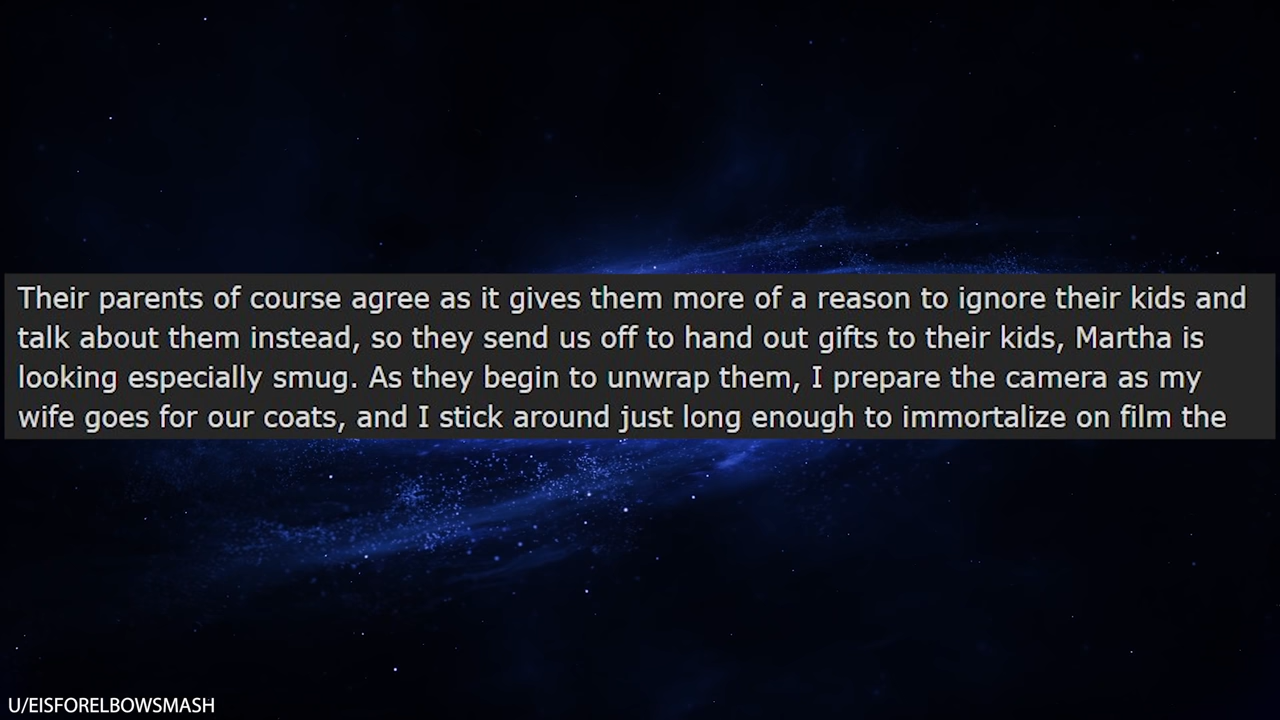 Their parents of course agree as it gives them more of a reason to ignore their kids and
talk about them instead, so they send us off to hand out gifts to their kids, Martha is
looking especially smug. As they begin to unwrap them, I prepare the camera as my
wife goes for our coats, and I stick around just long enough to immortalize on film the
U/EISFORELBOWSMASH